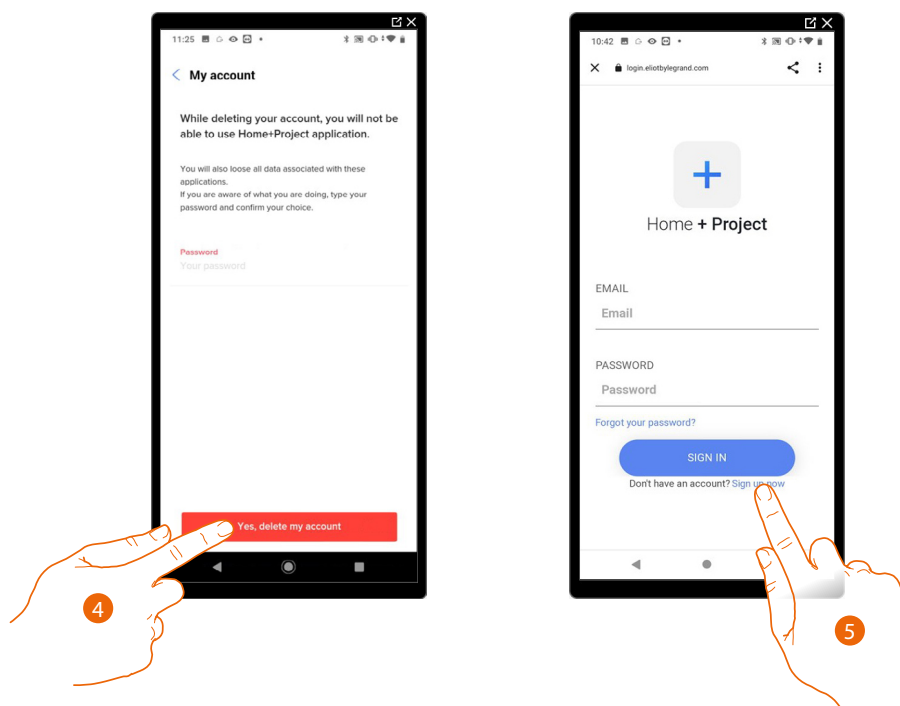 11:25
My account
While deleting your account, you will not be
able to use Home+Project application.
You will also loose all data associated with these
applications.
If you are aware of what you are doing, type your
password and confirm your choice.
Password
Your password
Yes, delete my account
4
10:42
login.eliotbylegrand.com
Home + Project
EMAIL
Email
PASSWORD
Password
Forgot your password?
SIGN IN
Don't have an account? Sign up now
5